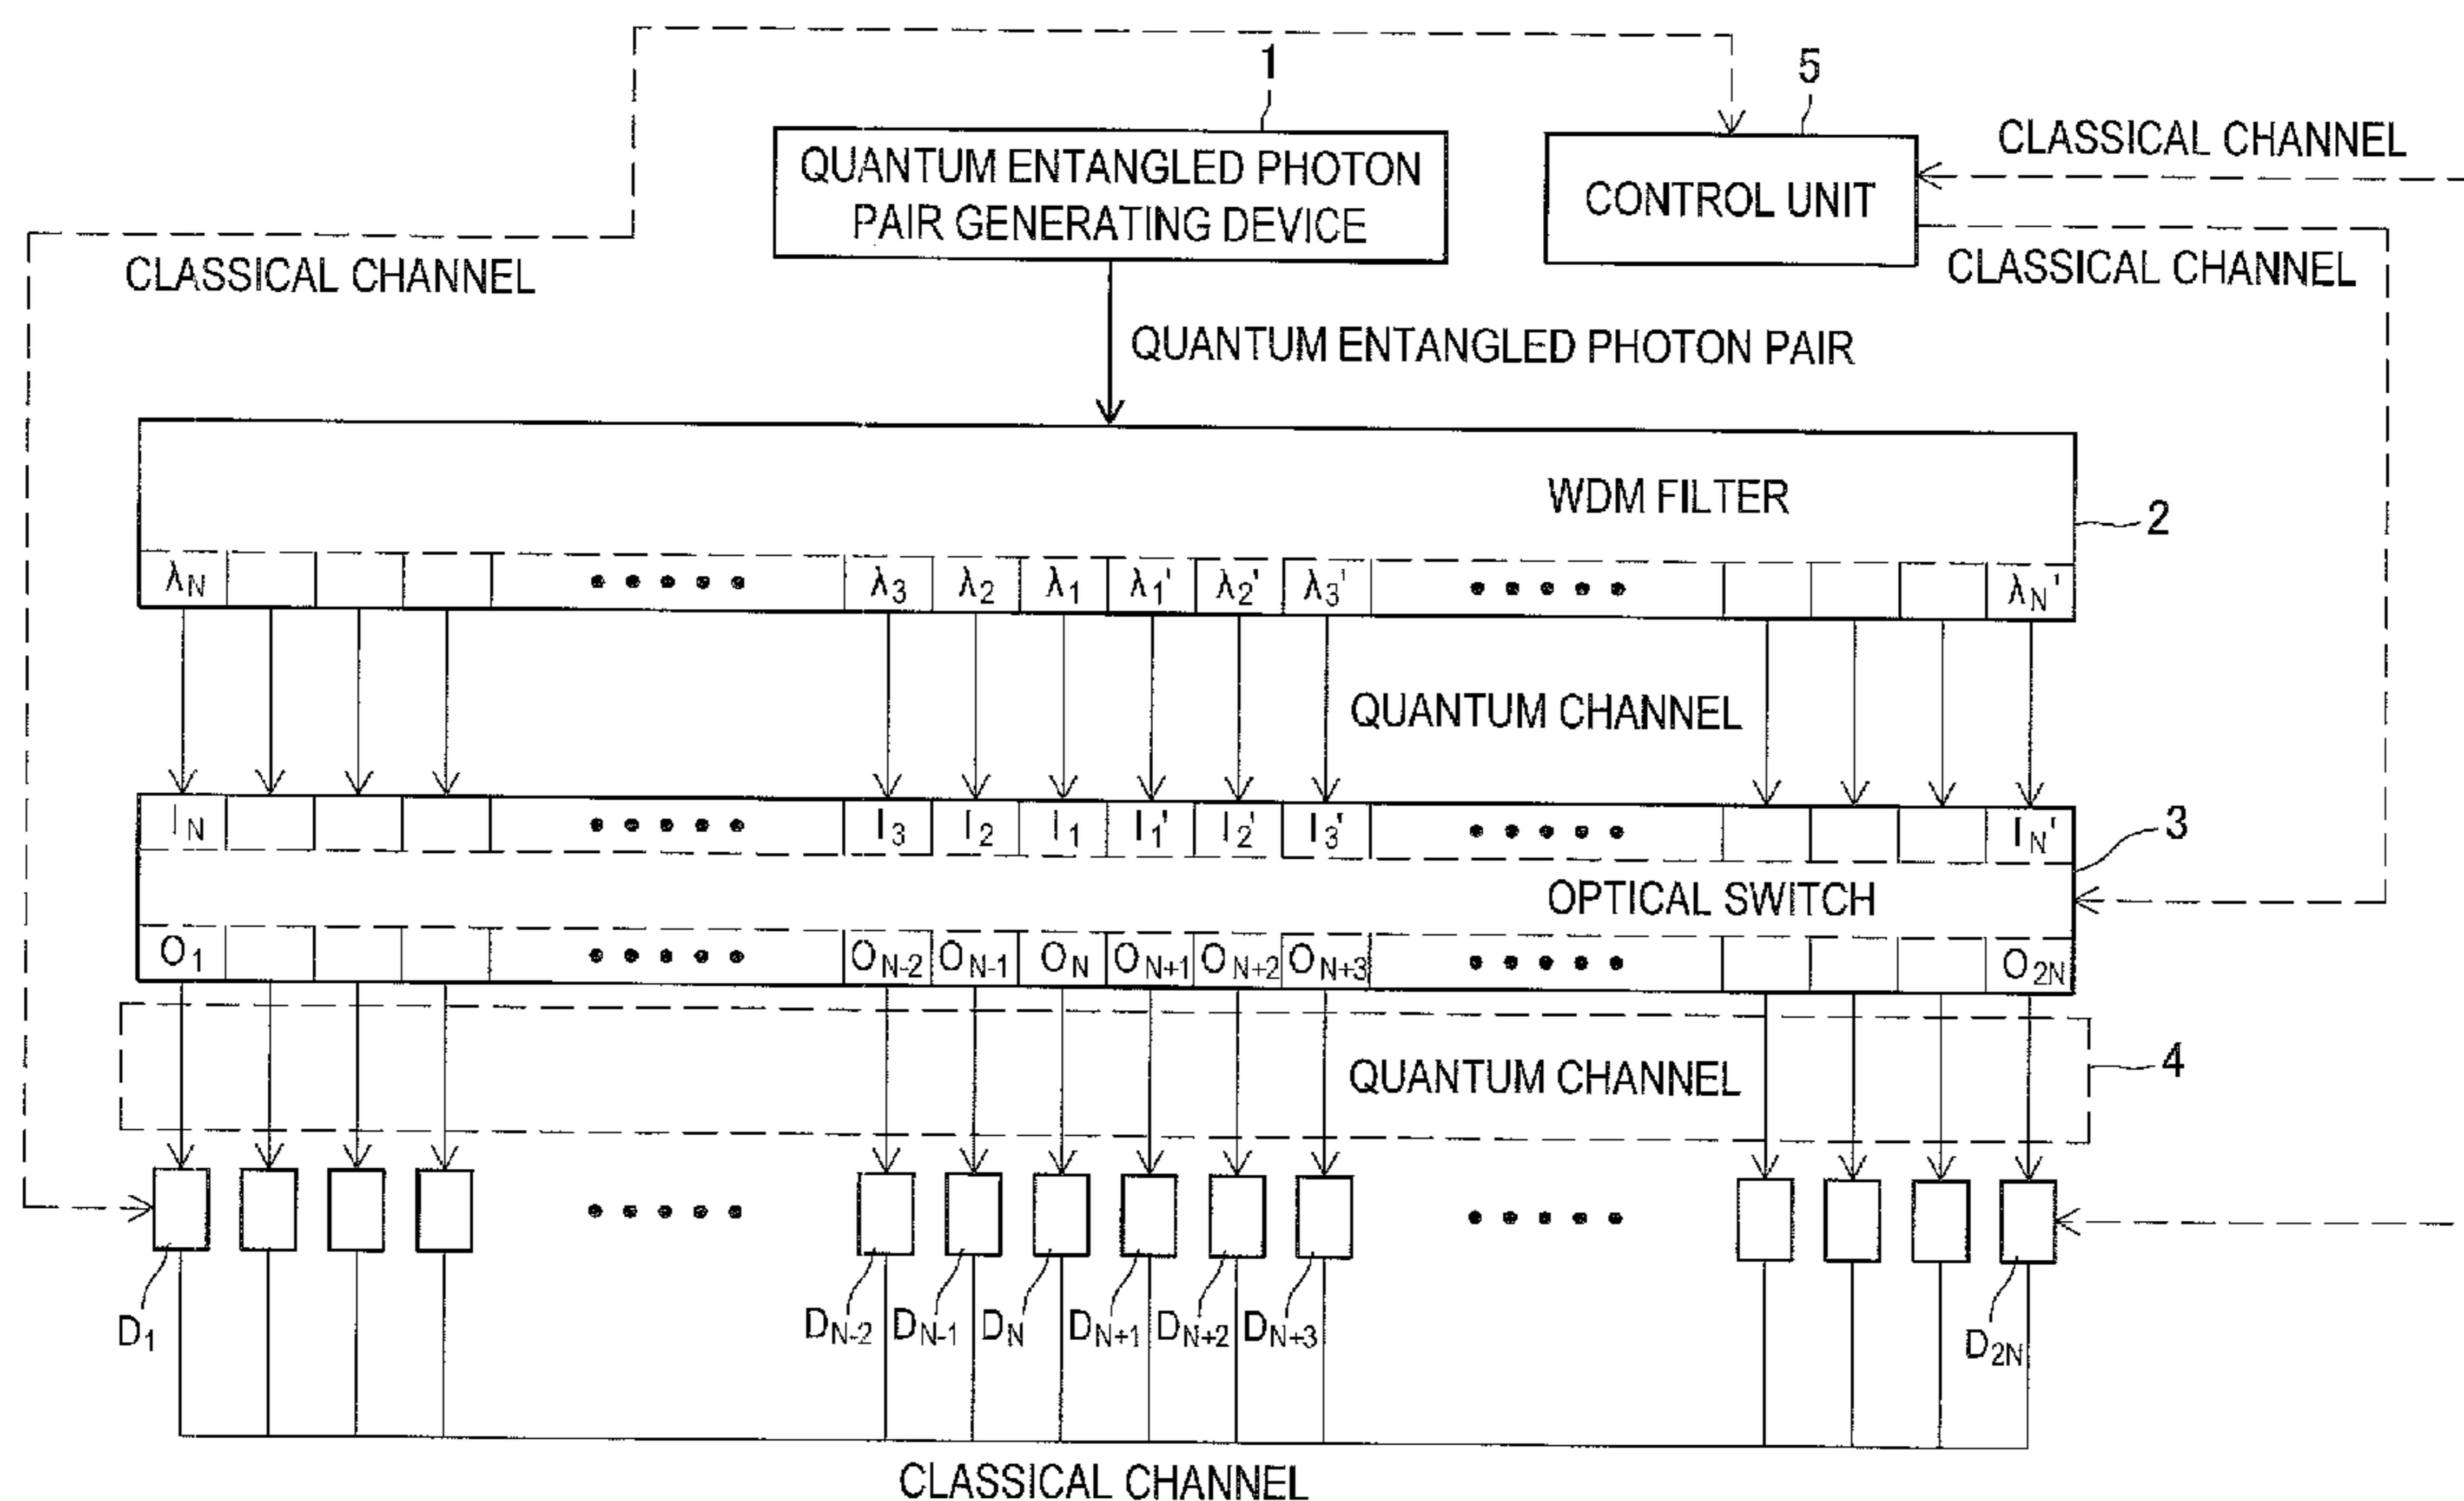 1
5
QUANTUM ENTANGLED PHOTON
PAIR GENERATING DEVICE
CONTROL UNIT
CLASSICAL CHANNEL
CLASSICAL CHANNEL
CLASSICAL CHANNEL
QUANTUM ENTANGLED PHOTON PAIR
WDM FILTER
2
λN λ3 λ2 λ1 λ1' λ2' λ3' λN'
QUANTUM CHANNEL
IN I3 I2 I1 I1' I2' I3' IN'
3
OPTICAL SWITCH
O1 ON-2 ON-1 ON ON+1 ON+2 ON+3 O2N
QUANTUM CHANNEL
4
D1 DN-2 DN-1 DN DN+1 DN+2 DN+3 D2N
CLASSICAL CHANNEL